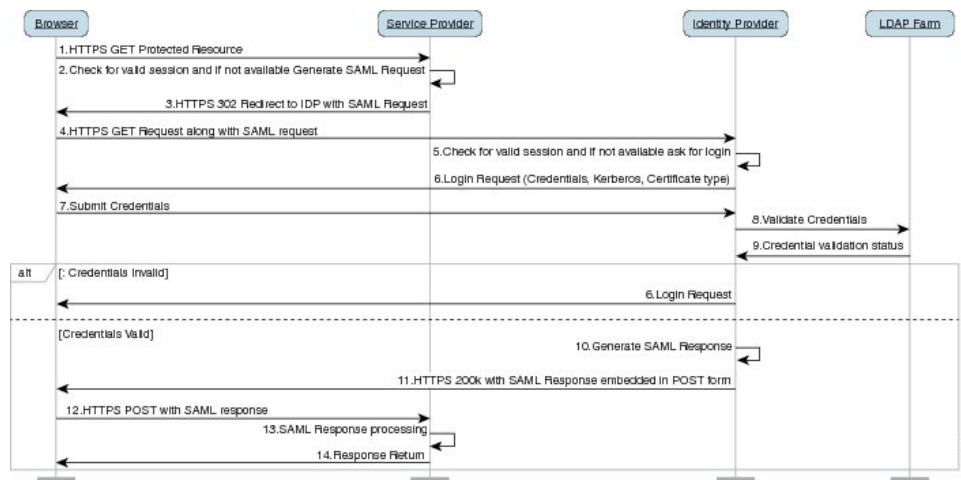 Browser
Service Provider
Identity Provider
LDAP Farm
1.HTTPS GET Protected Resource
2.Check for valid session and if not available Generate SAML Request
3.HTTPS 302 Redirect to IDP with SAML Request
4.HTTPS GET Request along with SAML request
5.Check for valid session and if not available ask for login
6.Login Request (Credentials, Kerberos, Certificate type)
7.Submit Credentials
8.Validate Credentials
9.Credential validation status
alt [: Credentials Invalid]
6.Login Request
[Credentials Valid]
10.Generate SAML Response
11.HTTPS 200k with SAML Response embedded in POST form
12.HTTPS POST with SAML response
13.SAML Response processing
14.Response Return